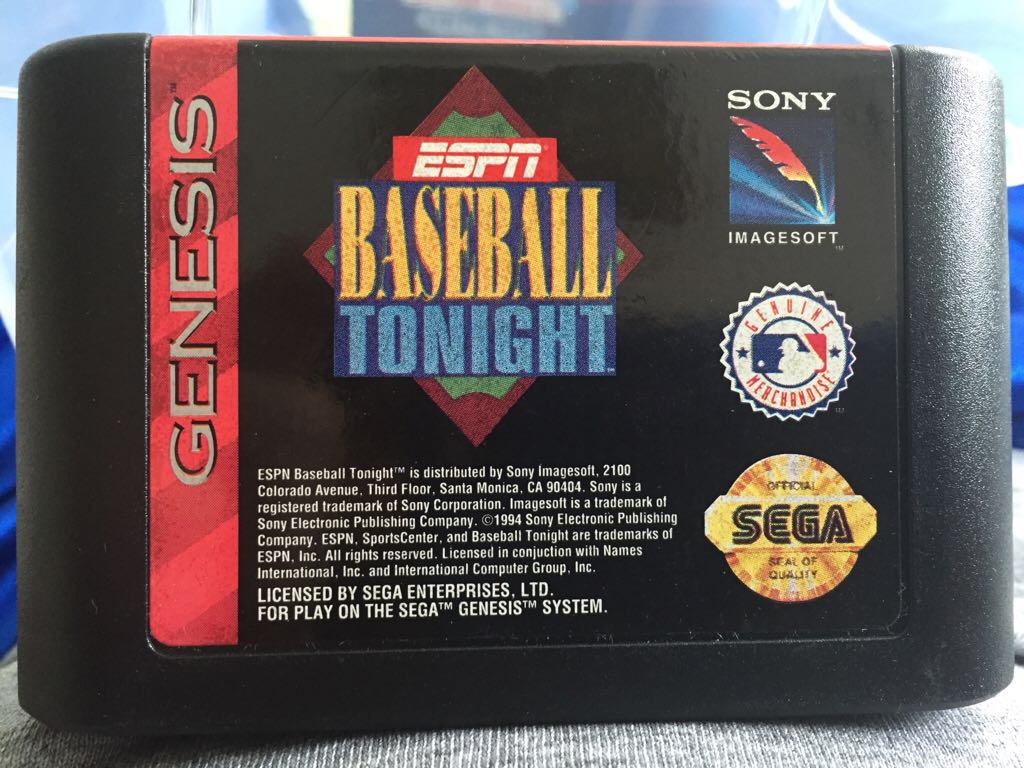 GENESIS™
ESPN®
BASEBALL
TONIGHT™
SONY
IMAGESOFT™
GENUINE
MERCHANDISE
OFFICIAL
SEGA
SEAL OF
QUALITY
ESPN Baseball Tonight™ is distributed by Sony Imagesoft, 2100
Colorado Avenue, Third Floor, Santa Monica, CA 90404. Sony is a
registered trademark of Sony Corporation. Imagesoft is a trademark of
Sony Electronic Publishing Company. ©1994 Sony Electronic Publishing
Company. ESPN, SportsCenter, and Baseball Tonight are trademarks of
ESPN, Inc. All rights reserved. Licensed in conjuction with Names
International, Inc. and International Computer Group, Inc.
LICENSED BY SEGA ENTERPRISES, LTD.
FOR PLAY ON THE SEGA™ GENESIS™ SYSTEM.